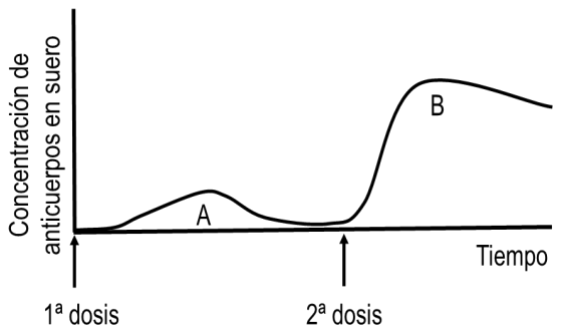 Concentración de
anticuerpos en suero
A
B
Tiempo
1ª dosis
2ª dosis